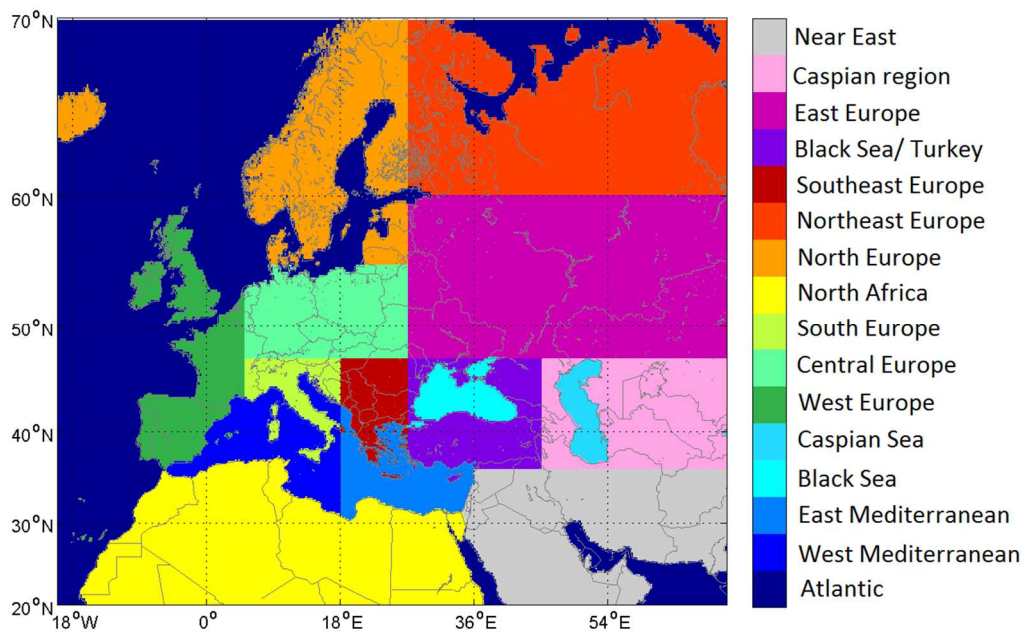 70°N
60°N
50°N
40°N
30°N
20°N
18°W
0°
18°E
36°E
54°E
Near East
Caspian region
East Europe
Black Sea/ Turkey
Southeast Europe
Northeast Europe
North Europe
North Africa
South Europe
Central Europe
West Europe
Caspian Sea
Black Sea
East Mediterranean
West Mediterranean
Atlantic